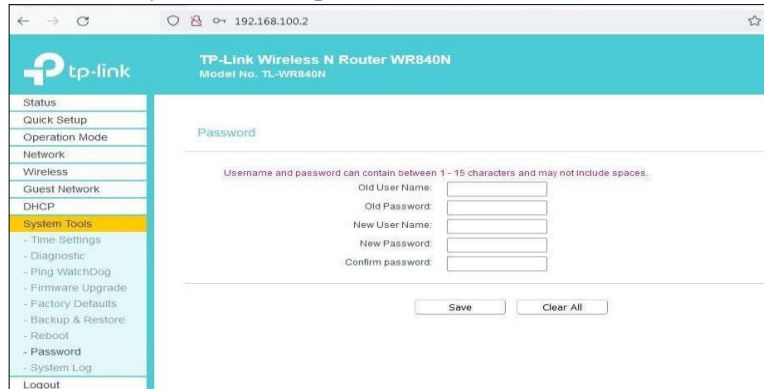 192.168.100.2
tp-link
TP-Link Wireless N Router WR840N
Model No. TL-WR840N
Status
Quick Setup
Operation Mode
Network
Wireless
Guest Network
DHCP
System Tools
- Time Settings
- Diagnostic
- Ping WatchDog
- Firmware Upgrade
- Factory Defaults
- Backup & Restore
- Reboot
- Password
- System Log
Logout
Password
Username and password can contain between 1 - 15 characters and may not include spaces.
Old User Name:
Old Password:
New User Name:
New Password:
Confirm password:
Save Clear All